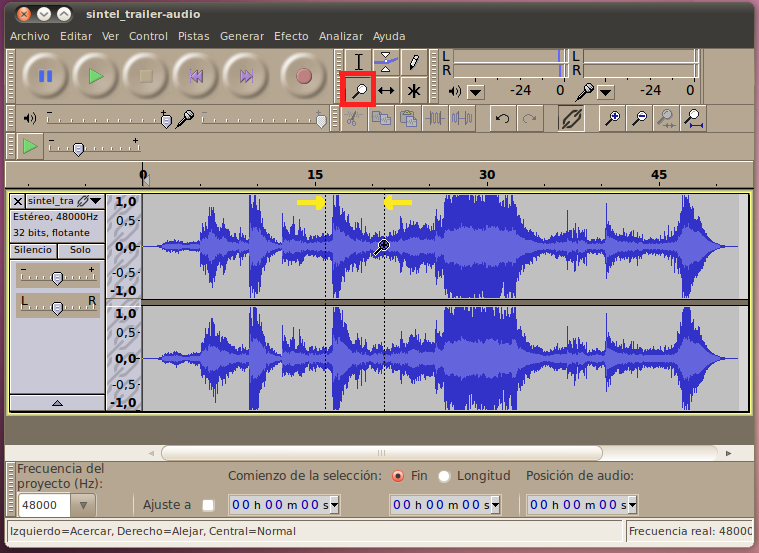 sintel_trailer-audio
Archivo Editar Ver Control Pistas Generar Efecto Analizar Ayuda
L
R
-24 0
L
R
-24 0
- +
- +
- +
0 15 30 45
sintel_tra
Estéreo, 48000Hz
32 bits, flotante
Silencio Solo
- +
L R
1,0
0,5
0,0
-0,5
-1,0
1,0
0,5
0,0
-0,5
-1,0
Frecuencia del
proyecto (Hz):
48000
Ajuste a
Comienzo de la selección: Fin Longitud
00 h 00 m 00 s
00 h 00 m 00 s
Posición de audio:
00 h 00 m 00 s
Izquierdo=Acercar, Derecho=Alejar, Central=Normal
Frecuencia real: 48000